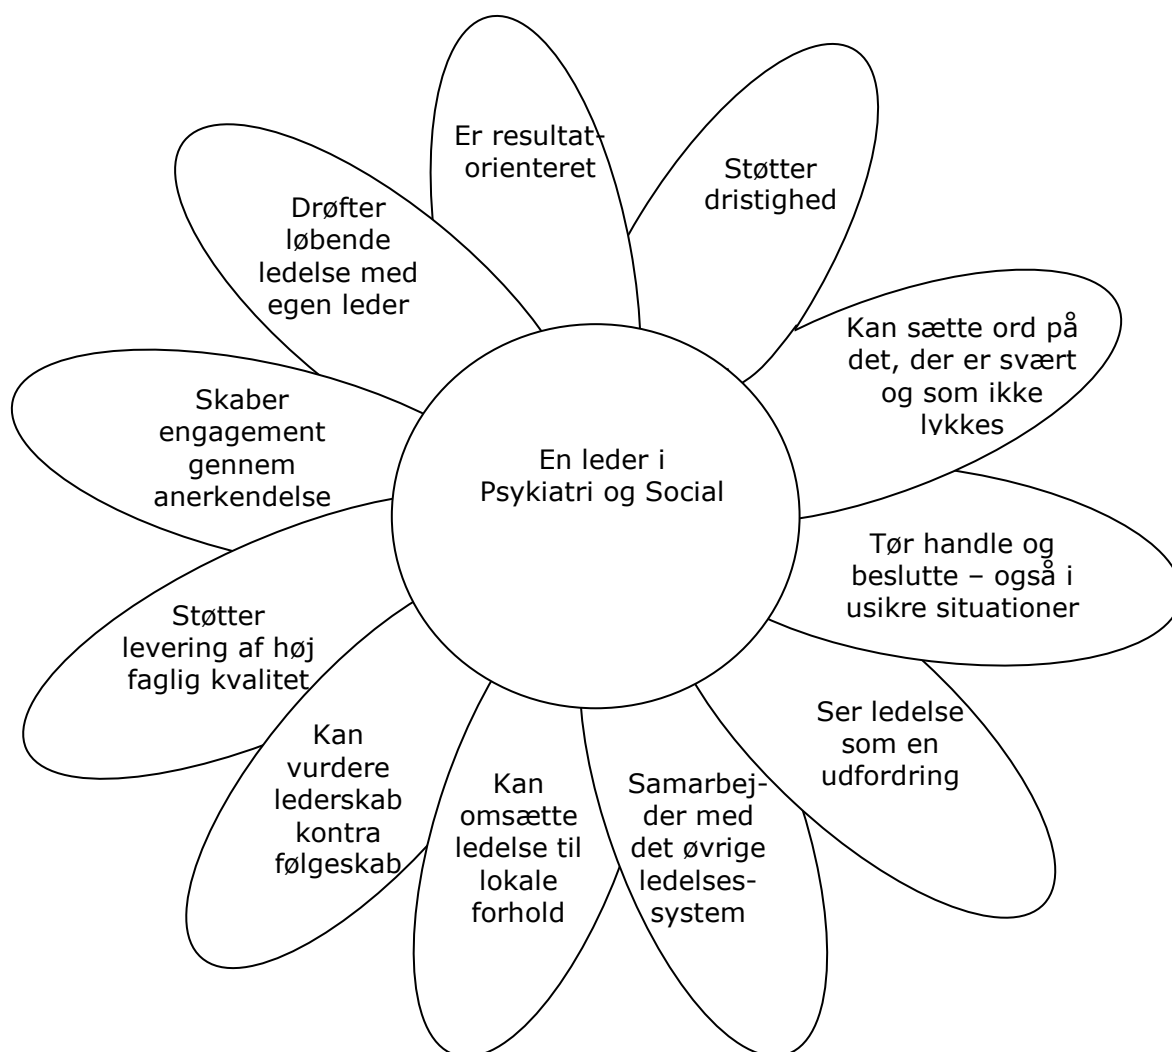 Er resultat-
orienteret
Støtter
dristighed
Kan sætte ord på
det, der er svært
og som ikke
lykkes
Tør handle og
beslutte – også i
usikre situationer
Ser ledelse
som en
udfordring
Samarbej-
der med
det øvrige
ledelses-
system
Kan
omsætte
ledelse til
lokale
forhold
Kan
vurdere
lederskab
kontra
følgeskab
Støtter
levering af høj
faglig kvalitet
Skaber
engagement
gennem
anerkendelse
Drøfter
løbende
ledelse med
egen leder
En leder i
Psykiatri og Social